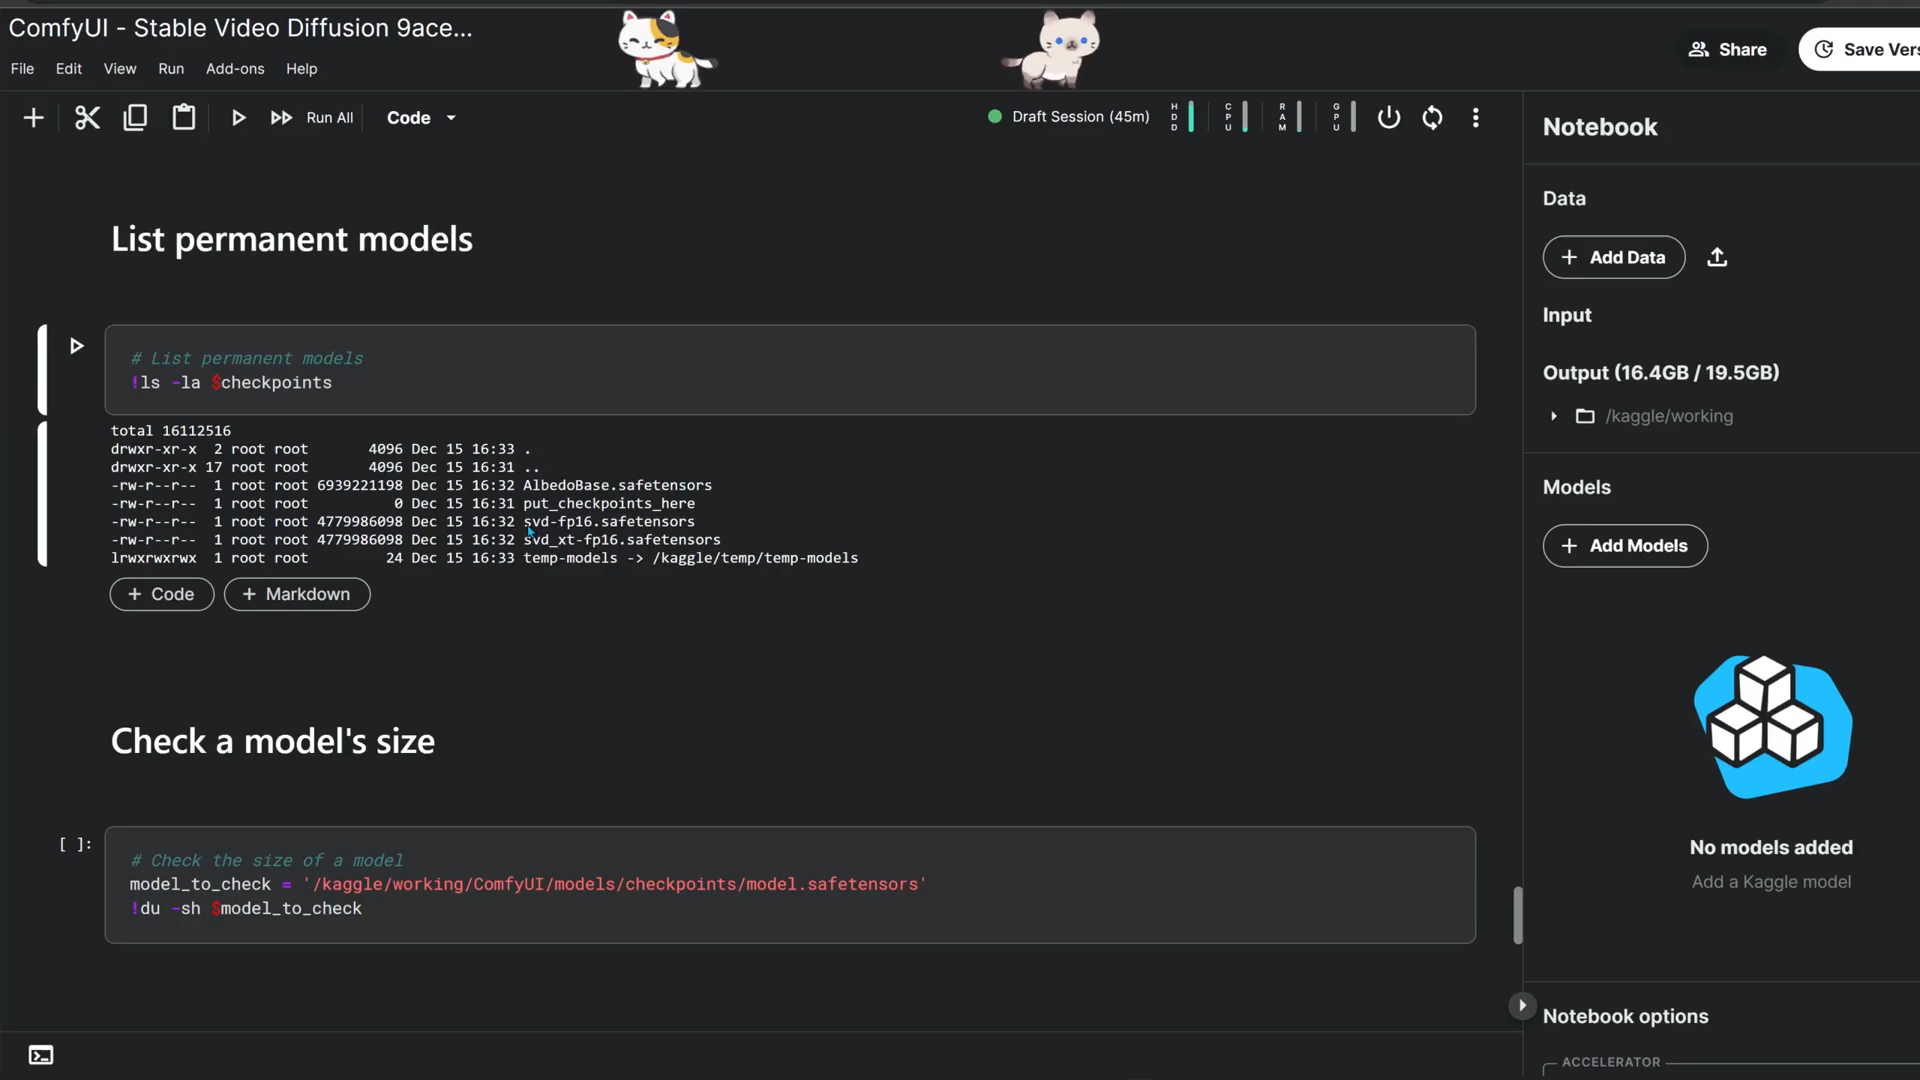 ComfyUI - Stable Video Diffusion 9ace...
File Edit View Run Add-ons Help
Share
Save Vers
Run All
Code
Draft Session (45m)
HDD
CPU
RAM
GPU
List permanent models
# List permanent models
!ls -la $checkpoints
total 16112516
drwxr-xr-x 2 root root 4096 Dec 15 16:33 .
drwxr-xr-x 17 root root 4096 Dec 15 16:31 ..
-rw-r--r-- 1 root root 6939221198 Dec 15 16:32 AlbedoBase.safetensors
-rw-r--r-- 1 root root 0 Dec 15 16:31 put_checkpoints_here
-rw-r--r-- 1 root root 4779986098 Dec 15 16:32 svd-fp16.safetensors
-rw-r--r-- 1 root root 4779986098 Dec 15 16:32 svd_xt-fp16.safetensors
lrwxrwxrwx 1 root root 24 Dec 15 16:33 temp-models -> /kaggle/temp/temp-models
+ Code
+ Markdown
Check a model's size
[ ]:
# Check the size of a model
model_to_check = '/kaggle/working/ComfyUI/models/checkpoints/model.safetensors'
!du -sh $model_to_check
Notebook
Data
+ Add Data
Input
Output (16.4GB / 19.5GB)
/kaggle/working
Models
+ Add Models
No models added
Add a Kaggle model
Notebook options
ACCELERATOR